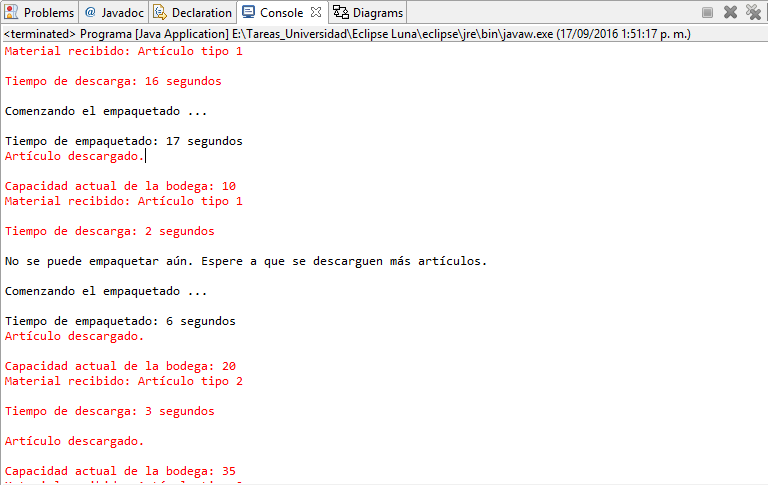 Problems @ Javadoc Declaration Console Diagrams
<terminated> Programa [Java Application] E:\Tareas_Universidad\Eclipse Luna\eclipse\jre\bin\javaw.exe (17/09/2016 1:51:17 p. m.)
Material recibido: Artículo tipo 1
Tiempo de descarga: 16 segundos
Comenzando el empaquetado ...
Tiempo de empaquetado: 17 segundos
Artículo descargado.
Capacidad actual de la bodega: 10
Material recibido: Artículo tipo 1
Tiempo de descarga: 2 segundos
No se puede empaquetar aún. Espere a que se descarguen más artículos.
Comenzando el empaquetado ...
Tiempo de empaquetado: 6 segundos
Artículo descargado.
Capacidad actual de la bodega: 20
Material recibido: Artículo tipo 2
Tiempo de descarga: 3 segundos
Artículo descargado.
Capacidad actual de la bodega: 35